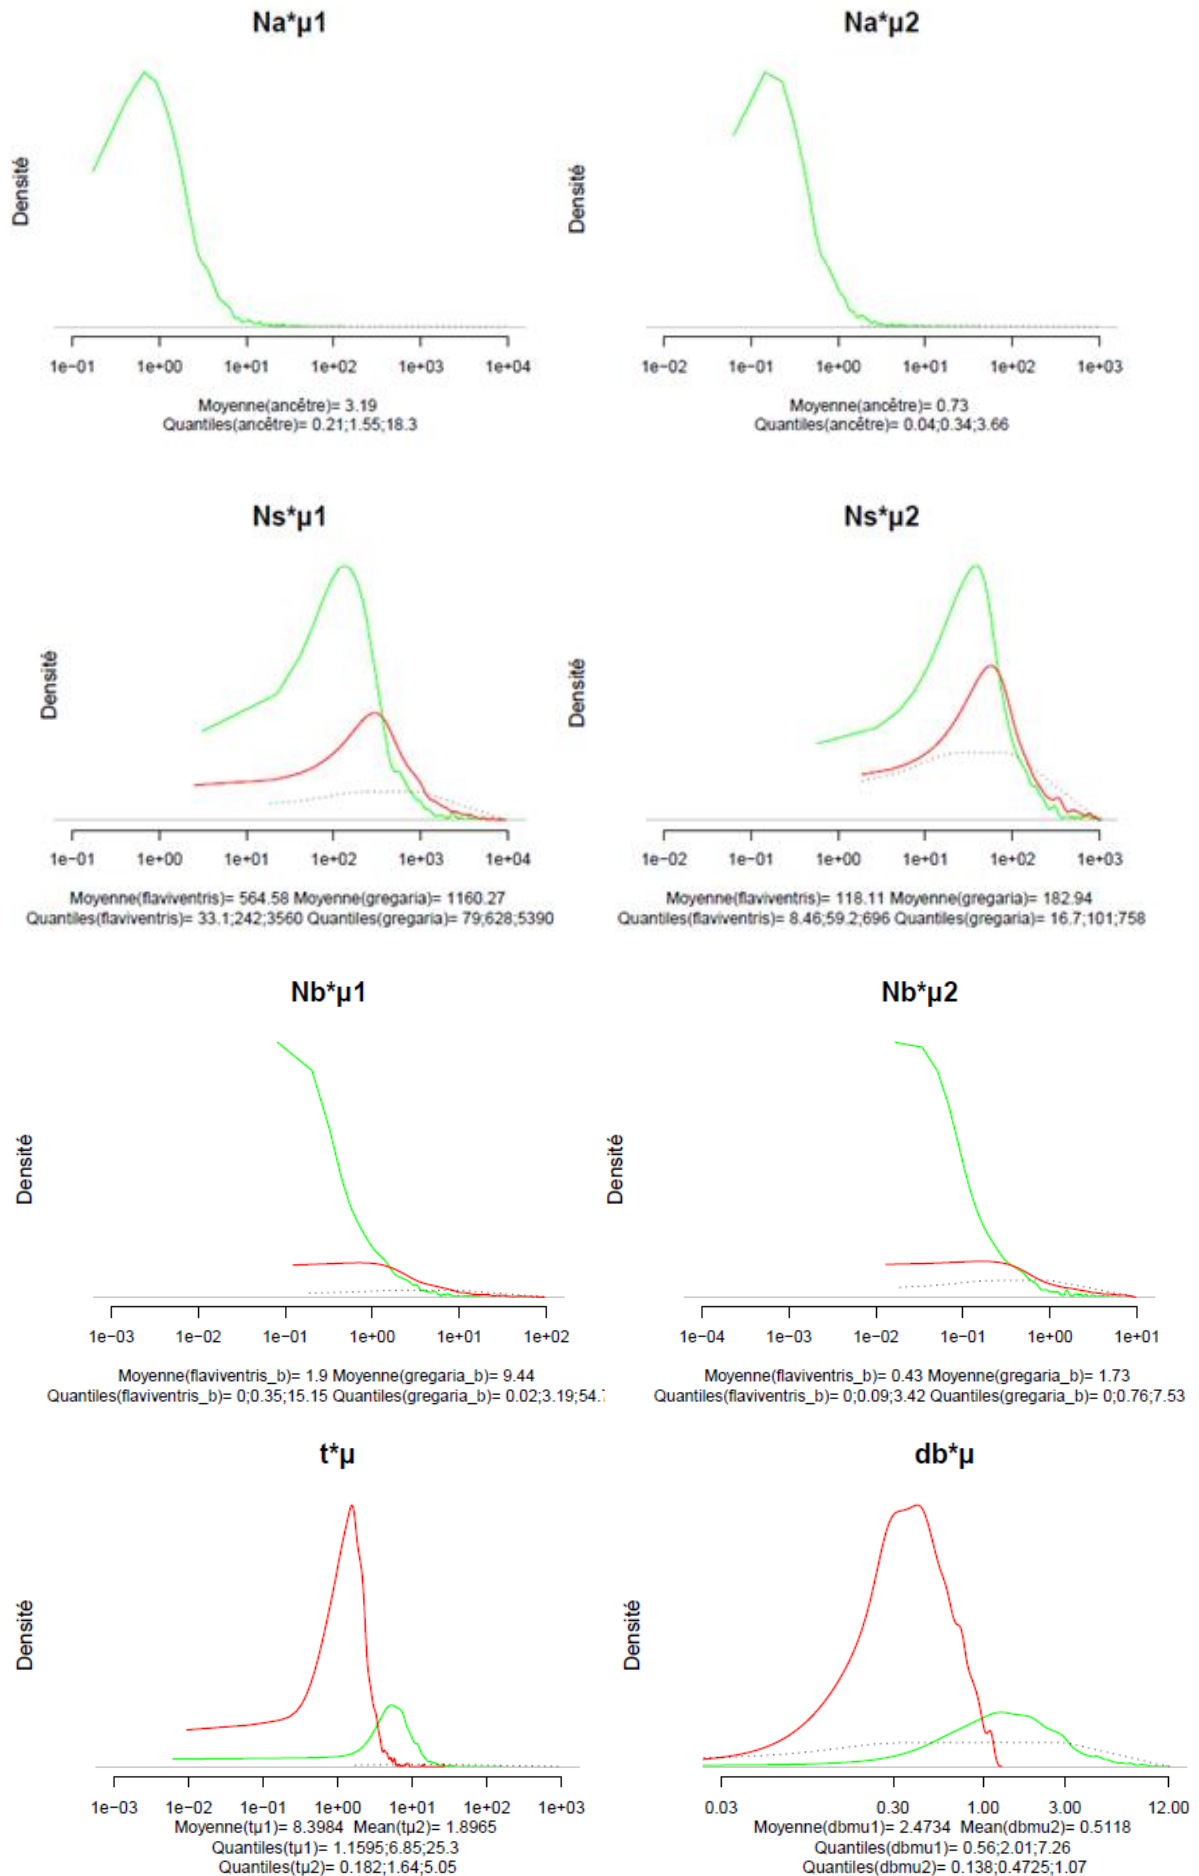 Na*µ1
Na*µ2
Densité
Densité
1e-01 1e+00 1e+01 1e+02 1e+03 1e+04
1e-02 1e-01 1e+00 1e+01 1e+02 1e+03
Moyenne(ancêtre)= 3.19
Quantiles(ancêtre)= 0.21;1.55;18.3
Moyenne(ancêtre)= 0.73
Quantiles(ancêtre)= 0.04;0.34;3.66
Ns*µ1
Ns*µ2
Densité
Densité
1e-01 1e+00 1e+01 1e+02 1e+03 1e+04
1e-02 1e-01 1e+00 1e+01 1e+02 1e+03
Moyenne(flaviventris)= 564.58 Moyenne(gregaria)= 1160.27
Quantiles(flaviventris)= 33.1;242;3560 Quantiles(gregaria)= 79;628;5390
Moyenne(flaviventris)= 118.11 Moyenne(gregaria)= 182.94
Quantiles(flaviventris)= 8.46;59.2;696 Quantiles(gregaria)= 16.7;101;758
Nb*µ1
Nb*µ2
Densité
Densité
1e-03 1e-02 1e-01 1e+00 1e+01 1e+02
1e-04 1e-03 1e-02 1e-01 1e+00 1e+01
Moyenne(flaviventris_b)= 1.9 Moyenne(gregaria_b)= 9.44
Quantiles(flaviventris_b)= 0;0.35;15.15 Quantiles(gregaria_b)= 0.02;3.19;54.
Moyenne(flaviventris_b)= 0.43 Moyenne(gregaria_b)= 1.73
Quantiles(flaviventris_b)= 0;0.09;3.42 Quantiles(gregaria_b)= 0;0.76;7.53
t*µ
db*µ
Densité
Densité
1e-03 1e-02 1e-01 1e+00 1e+01 1e+02 1e+03
0.03 0.30 1.00 3.00 12.00
Moyenne(tµ1)= 8.3984 Mean(tµ2)= 1.8965
Quantiles(tµ1)= 1.1595;6.85;25.3
Quantiles(tµ2)= 0.182;1.64;5.05
Moyenne(dbmu1)= 2.4734 Mean(dbmu2)= 0.5118
Quantiles(dbmu1)= 0.56;2.01;7.26
Quantiles(dbmu2)= 0.138;0.4725;1.07